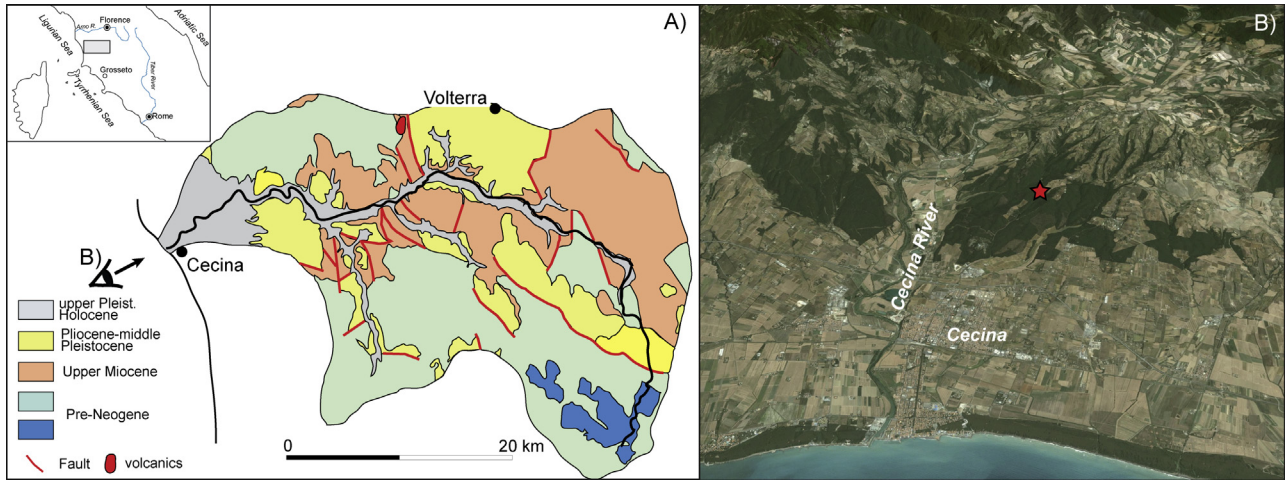 A)
Ligurian Sea
Adriatic Sea
Florence
Arno R.
Grosseto
Tiber River
Tyrrhenian Sea
Rome
Volterra
Cecina
B)
upper Pleist.
Holocene
Pliocene-middle
Pleistocene
Upper Miocene
Pre-Neogene
Fault
volcanics
0
20 km
B)
Cecina River
Cecina